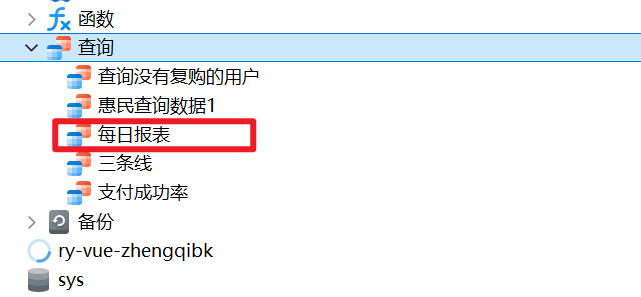 函数
查询
查询没有复购的用户
惠民查询数据1
每日报表
三条线
支付成功率
备份
ry-vue-zhengqibk
sys